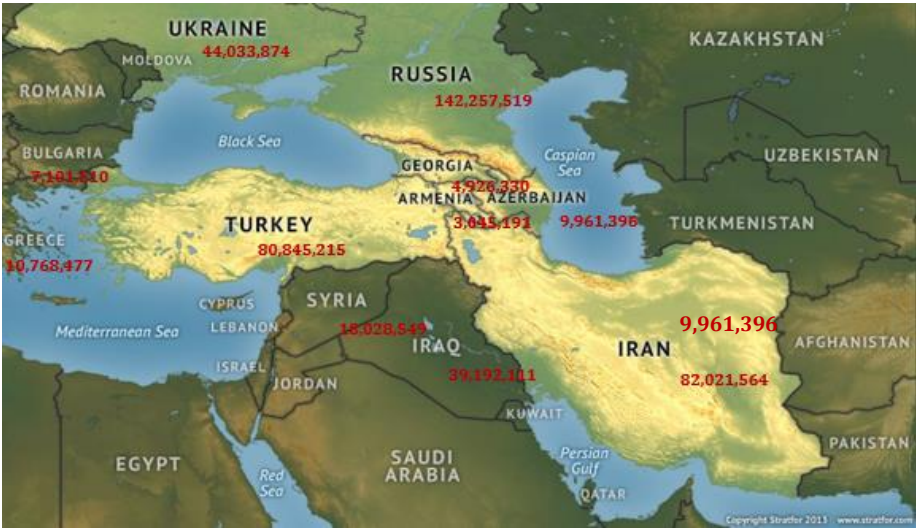 UKRAINE
44,033,874
KAZAKHSTAN
MOLDOVA
RUSSIA
ROMANIA
142,257,519
Black Sea
BULGARIA
7,101,510
Caspian
Sea
UZBEKISTAN
GEORGIA
4,926,330
ARMENIA
AZERBAIJAN
3,045,191
9,961,396
TURKMENISTAN
TURKEY
80,845,215
GREECE
10,768,477
CYPRUS
SYRIA
18,028,549
Mediterranean Sea
LEBANON
IRAQ
39,192,111
9,961,396
IRAN
82,021,564
AFGHANISTAN
ISRAEL
JORDAN
KUWAIT
PAKISTAN
EGYPT
SAUDI
ARABIA
Persian
Gulf
Red
Sea
QATAR
Copyright Stratfor 2013 www.stratfor.com